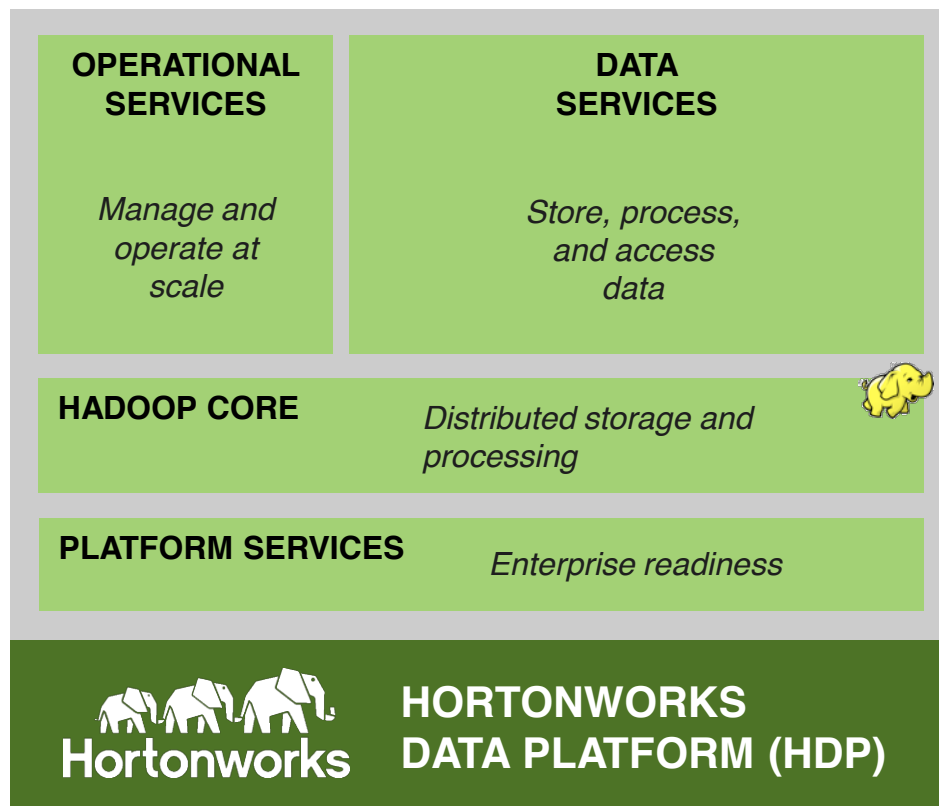 OPERATIONAL
SERVICES
Manage and
operate at
scale
DATA
SERVICES
Store, process,
and access
data
HADOOP CORE
Distributed storage and
processing
PLATFORM SERVICES
Enterprise readiness
Hortonworks
HORTONWORKS
DATA PLATFORM (HDP)